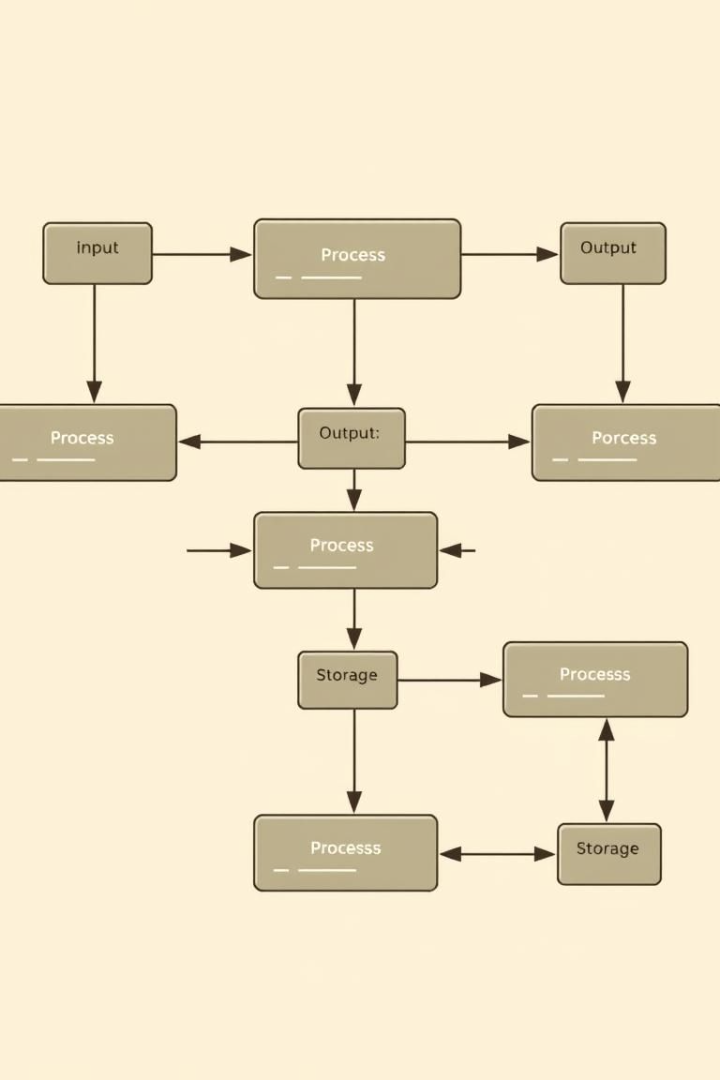 input
Process
Output
Process
Output:
Porcess
Process
Storage
Processs
Processs
Storage